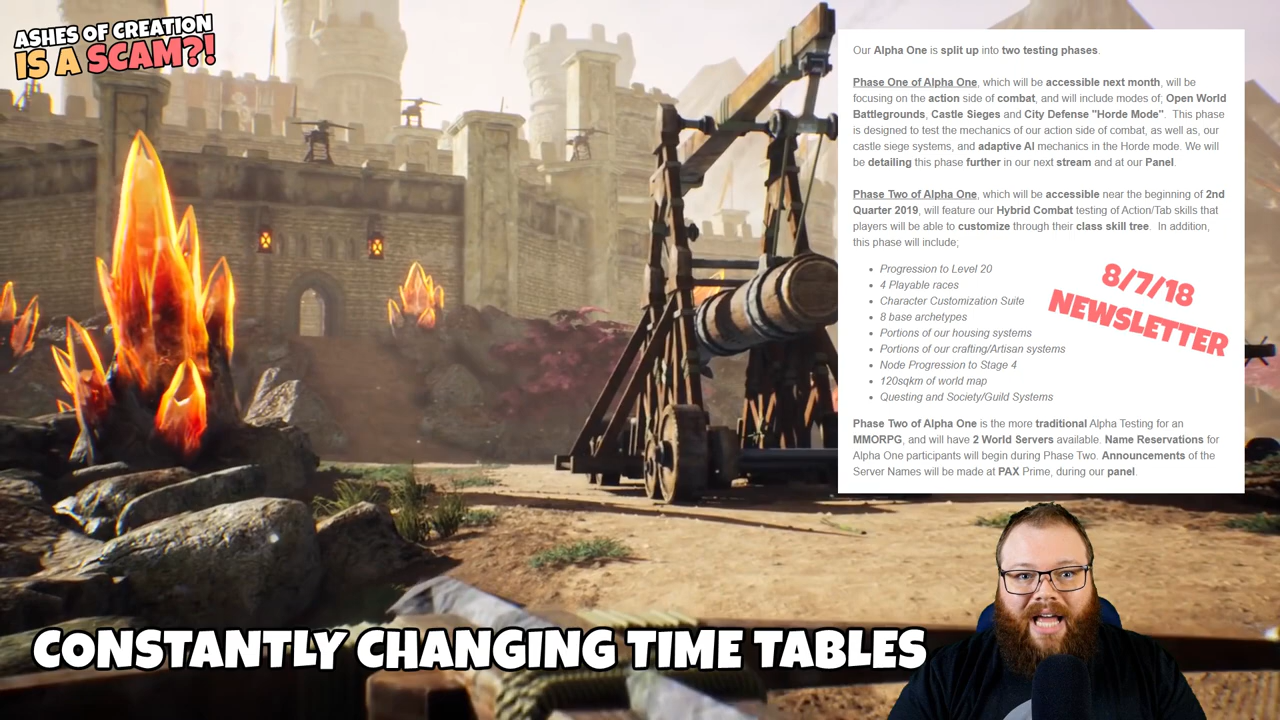 ASHES OF CREATION
IS A SCAM?!
Our Alpha One is split up into two testing phases.
Phase One of Alpha One, which will be accessible next month, will be
focusing on the action side of combat, and will include modes of; Open World
Battlegrounds, Castle Sieges and City Defense "Horde Mode". This phase
is designed to test the mechanics of our action side of combat, as well as, our
castle siege systems, and adaptive AI mechanics in the Horde mode. We will
be detailing this phase further in our next stream and at our Panel.
Phase Two of Alpha One, which will be accessible near the beginning of 2nd
Quarter 2019, will feature our Hybrid Combat testing of Action/Tab skills that
players will be able to customize through their class skill tree. In addition,
this phase will include;
• Progression to Level 20
• 4 Playable races
• Character Customization Suite
• 8 base archetypes
• Portions of our housing systems
• Portions of our crafting/Artisan systems
• Node Progression to Stage 4
• 120sqkm of world map
• Questing and Society/Guild Systems
8/7/18
NEWSLETTER
Phase Two of Alpha One is the more traditional Alpha Testing for an
MMORPG, and will have 2 World Servers available. Name Reservations for
Alpha One participants will begin during Phase Two. Announcements of the
Server Names will be made at PAX Prime, during our panel.
CONSTANTLY CHANGING TIME TABLES